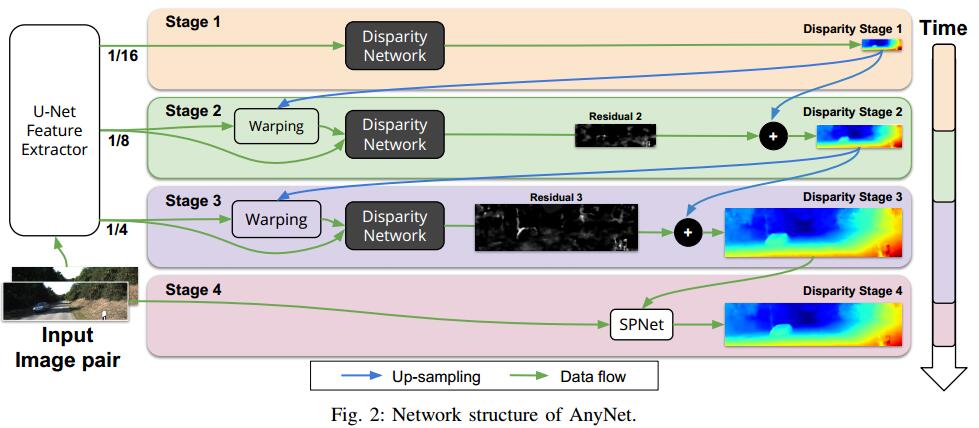 Stage 1
Disparity Stage 1
Time
Disparity
Network
1/16
U-Net
Feature
Extractor
Stage 2
Warping
Disparity
Network
Residual 2
+
Disparity Stage 2
1/8
Stage 3
Warping
Disparity
Network
Residual 3
+
Disparity Stage 3
1/4
Stage 4
SPNet
Disparity Stage 4
Input
Image pair
Up-sampling
Data flow
Fig. 2: Network structure of AnyNet.